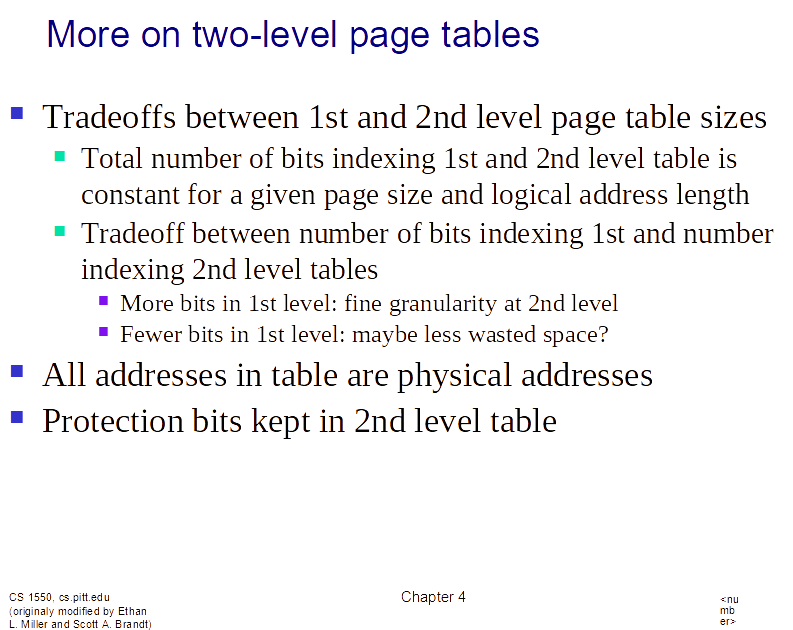 More on two-level page tables
Tradeoffs between 1st and 2nd level page table sizes
Total number of bits indexing 1st and 2nd level table is
constant for a given page size and logical address length
Tradeoff between number of bits indexing 1st and number
indexing 2nd level tables
More bits in 1st level: fine granularity at 2nd level
Fewer bits in 1st level: maybe less wasted space?
All addresses in table are physical addresses
Protection bits kept in 2nd level table
CS 1550, cs.pitt.edu
(originaly modified by Ethan
L. Miller and Scott A. Brandt)
Chapter 4
<nu
mb
er>